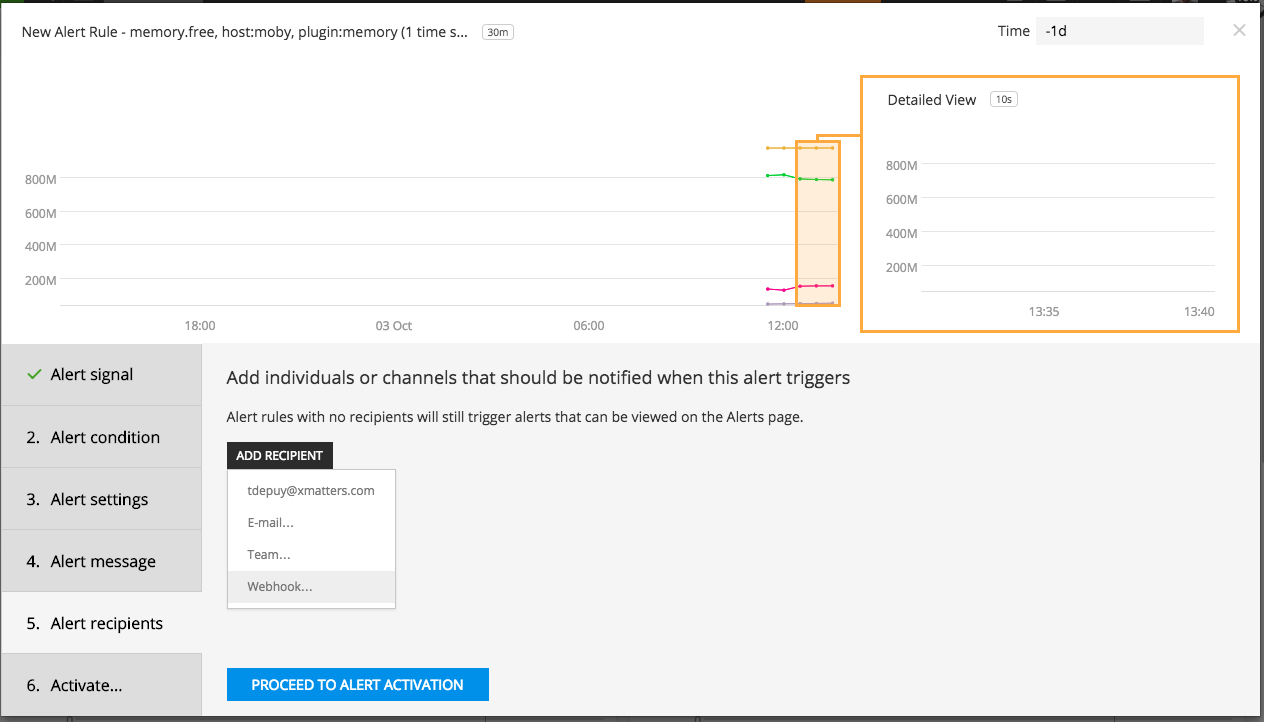 New Alert Rule - memory.free, host:moby, plugin:memory (1 time s... 30m
Time -1d
Detailed View 10s
800M
600M
400M
200M
18:00 03 Oct 06:00 12:00
800M
600M
400M
200M
13:35 13:40
Alert signal
2. Alert condition
3. Alert settings
4. Alert message
5. Alert recipients
6. Activate...
Add individuals or channels that should be notified when this alert triggers
Alert rules with no recipients will still trigger alerts that can be viewed on the Alerts page.
ADD RECIPIENT
tdepuy@xmatters.com
E-mail...
Team...
Webhook...
PROCEED TO ALERT ACTIVATION